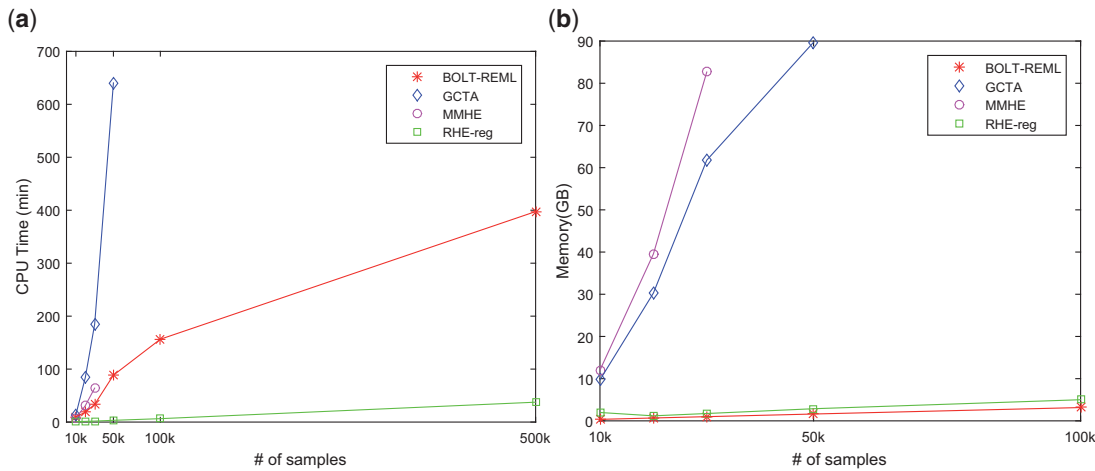 (a)
700
600
500
400
300
200
100
0
CPU Time (min)
10k
50k
100k
500k
# of samples
BOLT-REML
GCTA
MMHE
RHE-reg
(b)
90
80
70
60
50
40
30
20
10
0
Memory(GB)
10k
50k
100k
# of samples
BOLT-REML
GCTA
MMHE
RHE-reg